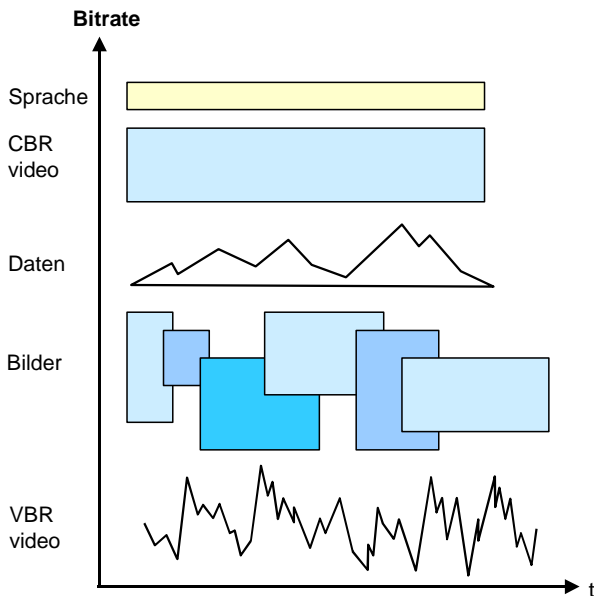 Bitrate
Sprache
CBR
video
Daten
Bilder
VBR
video
t